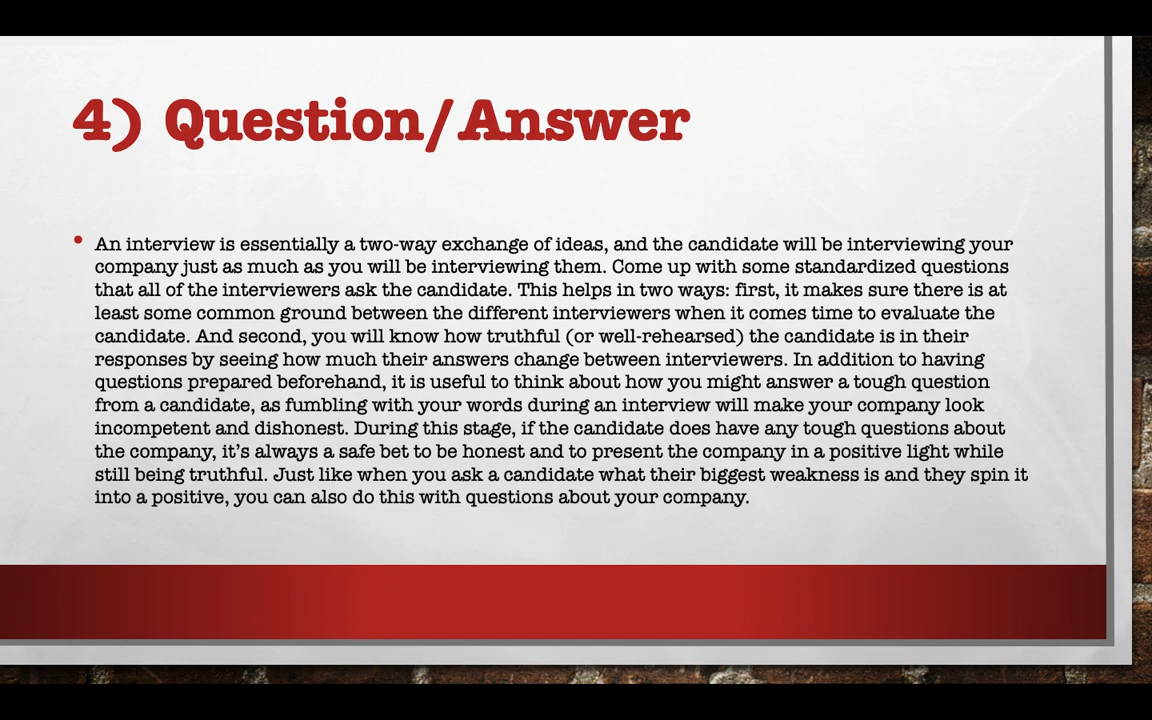 4) Question/Answer
• An interview is essentially a two-way exchange of ideas, and the candidate will be interviewing your
company just as much as you will be interviewing them. Come up with some standardized questions
that all of the interviewers ask the candidate. This helps in two ways: first, it makes sure there is at
least some common ground between the different interviewers when it comes time to evaluate the
candidate. And second, you will know how truthful (or well-rehearsed) the candidate is in their
responses by seeing how much their answers change between interviewers. In addition to having
questions prepared beforehand, it is useful to think about how you might answer a tough question
from a candidate, as fumbling with your words during an interview will make your company look
incompetent and dishonest. During this stage, if the candidate does have any tough questions about
the company, it’s always a safe bet to be honest and to present the company in a positive light while
still being truthful. Just like when you ask a candidate what their biggest weakness is and they spin it
into a positive, you can also do this with questions about your company.